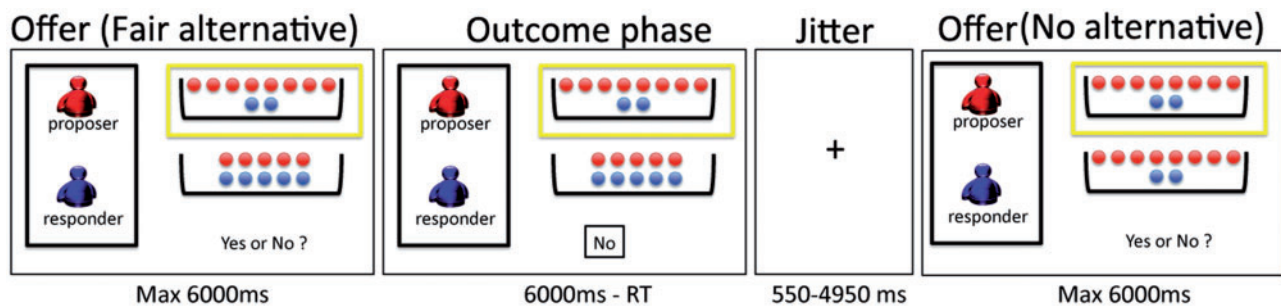 Offer (Fair alternative)
Outcome phase
Jitter
Offer(No alternative)
proposer
responder
Yes or No ?
proposer
responder
No
+
proposer
responder
Yes or No ?
Max 6000ms
6000ms - RT
550-4950 ms
Max 6000ms